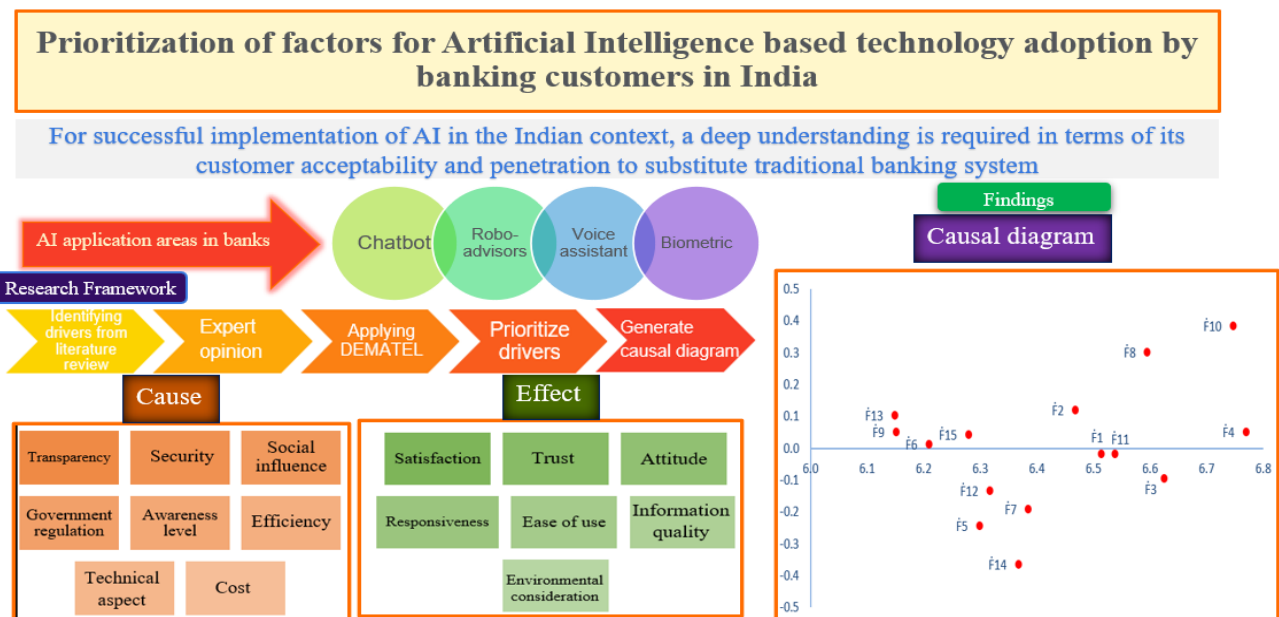 Prioritization of factors for Artificial Intelligence based technology adoption by
banking customers in India
For successful implementation of AI in the Indian context, a deep understanding is required in terms of its
customer acceptability and penetration to substitute traditional banking system
AI application areas in banks
Chatbot
Robo-
advisors
Voice
assistant
Biometric
Findings
Causal diagram
Research Framework
Identifying
drivers from
literature
review
Expert
opinion
Applying
DEMATEL
Prioritize
drivers
Generate
causal diagram
Cause
Transparency
Security
Social
influence
Government
regulation
Awareness
level
Efficiency
Technical
aspect
Cost
Effect
Satisfaction
Trust
Attitude
Responsiveness
Ease of use
Information
quality
Environmental
consideration
0.5
0.4
0.3
0.2
0.1
0.0
-0.1
-0.2
-0.3
-0.4
-0.5
6.0
6.1
6.2
6.3
6.4
6.5
6.6
6.7
6.8
F10
F8
F2
F13
F9
F6
F15
F1
F11
F4
F3
F12
F7
F5
F14